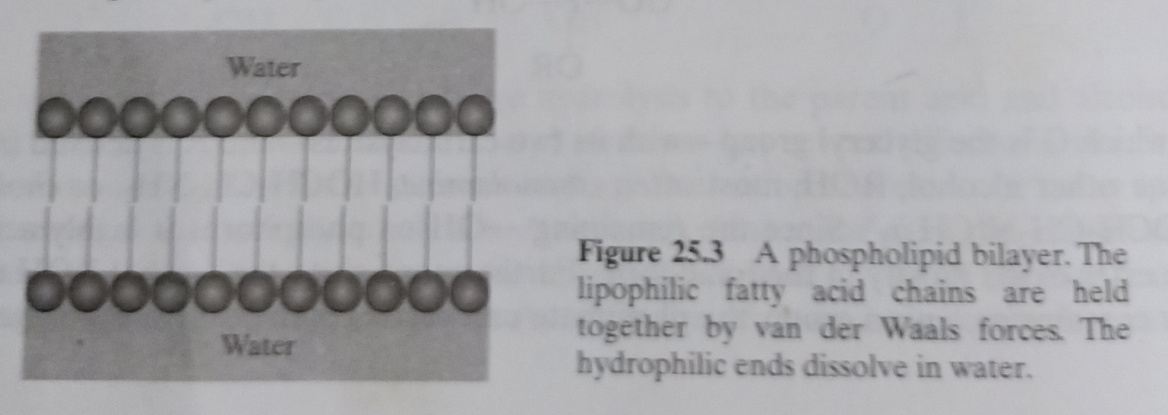 Water
Water
Figure 25.3 A phospholipid bilayer. The
lipophilic fatty acid chains are held
together by van der Waals forces. The
hydrophilic ends dissolve in water.